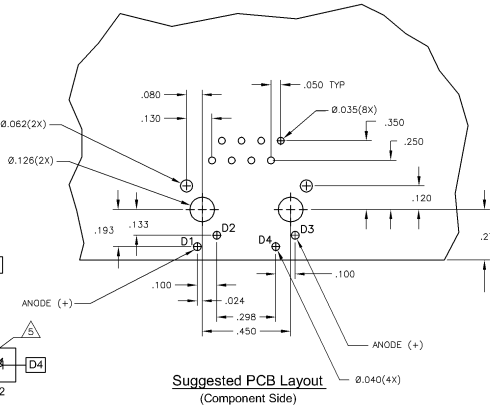 .050 TYP
.080
.130
Ø.035(8X)
Ø.062(2X)
.350
.250
Ø.126(2X)
.120
.193
.133
D2
D3
D1
D4
ANODE (+)
.100
.100
.024
.298
.450
ANODE (+)
5
D4
Ø.040(4X)
Suggested PCB Layout
(Component Side)